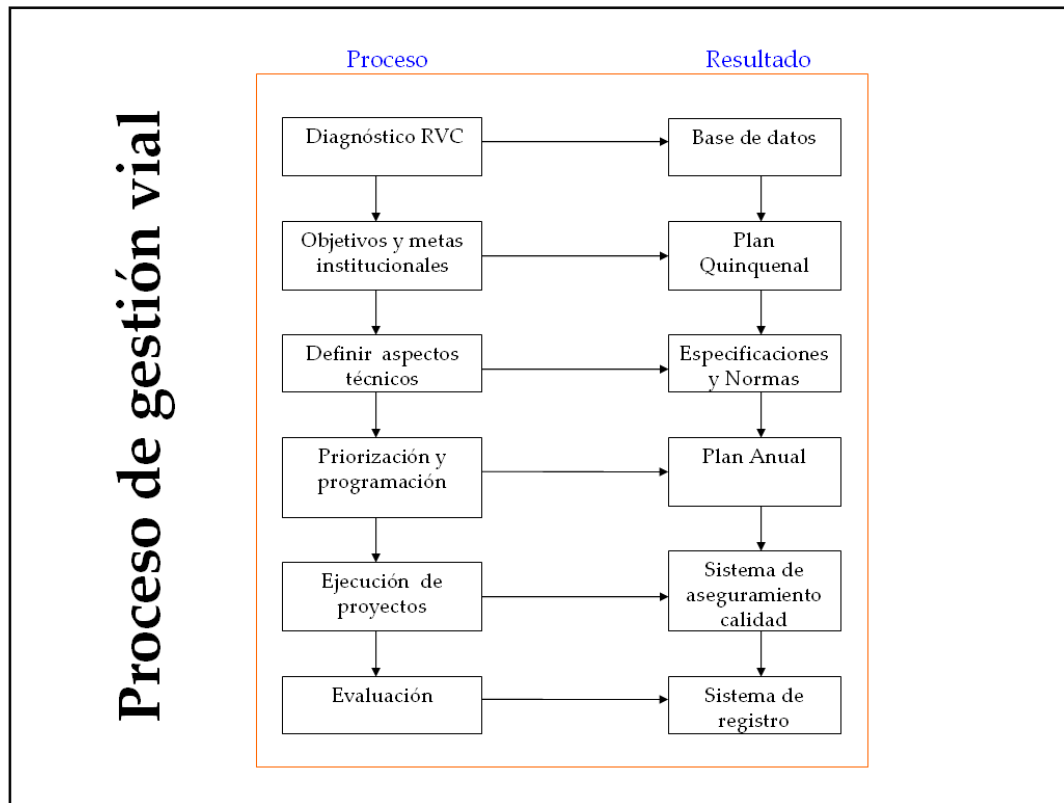 Proceso de gestión vial
Proceso
Resultado
Diagnóstico RVC
Base de datos
Objetivos y metas
institucionales
Plan
Quinquenal
Definir aspectos
técnicos
Especificaciones
y Normas
Priorización y
programación
Plan Anual
Ejecución de
proyectos
Sistema de
aseguramiento
calidad
Evaluación
Sistema de
registro